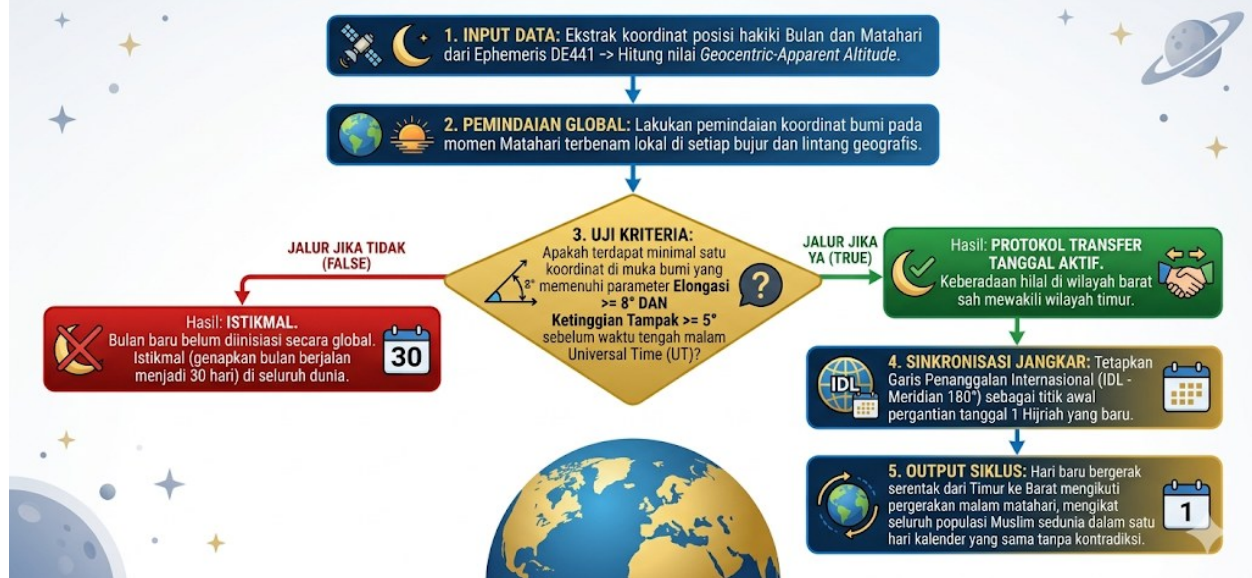 1. INPUT DATA: Ekstrak koordinat posisi hakiki Bulan dan Matahari
dari Ephemeris DE441 -> Hitung nilai Geocentric-Apparent Altitude.
2. PEMINDAIAN GLOBAL: Lakukan pemindaian koordinat bumi pada
momen Matahari terbenam lokal di setiap bujur dan lintang geografis.
3. UJI KRITERIA:
Apakah terdapat minimal satu
koordinat di muka bumi yang
memenuhi parameter Elongasi
>= 8° DAN
Ketinggian Tampak >= 5°
sebelum waktu tengah malam
Universal Time (UT)?
8°
?
JALUR JIKA TIDAK
(FALSE)
Hasil: ISTIKMAL.
Bulan baru belum diinisiasi secara global.
Istikmal (genapkan bulan berjalan
menjadi 30 hari) di seluruh dunia.
30
JALUR JIKA
YA (TRUE)
Hasil: PROTOKOL TRANSFER
TANGGAL AKTIF.
Keberadaan hilal di wilayah barat
sah mewakili wilayah timur.
IDL
4. SINKRONISASI JANGKAR: Tetapkan
Garis Penanggalan Internasional (IDL -
Meridian 180°) sebagai titik awal
pergantian tanggal 1 Hijriah yang baru.
5. OUTPUT SIKLUS: Hari baru bergerak
serentak dari Timur ke Barat mengikuti
pergerakan malam matahari, mengikat
seluruh populasi Muslim sedunia dalam satu
hari kalender yang sama tanpa kontradiksi.
1